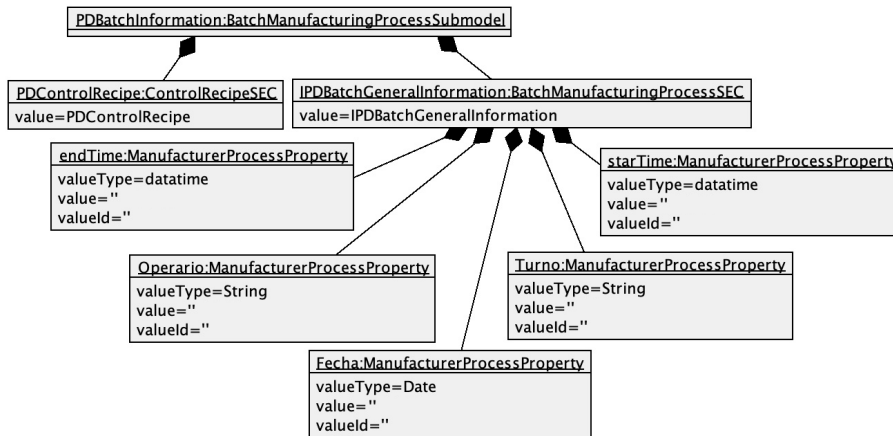 PDBatchInformation:BatchManufacturingProcessSubmodel
PDControlRecipe:ControlRecipeSEC
value=PDControlRecipe
IPDBatchGeneralInformation:BatchManufacturingProcessSEC
value=IPDBatchGeneralInformation
endTime:ManufacturerProcessProperty
valueType=datatime
value=''
valueId=''
starTime:ManufacturerProcessProperty
valueType=datatime
value=''
valueId=''
Operario:ManufacturerProcessProperty
valueType=String
value=''
valueId=''
Turno:ManufacturerProcessProperty
valueType=String
value=''
valueId=''
Fecha:ManufacturerProcessProperty
valueType=Date
value=''
valueId=''